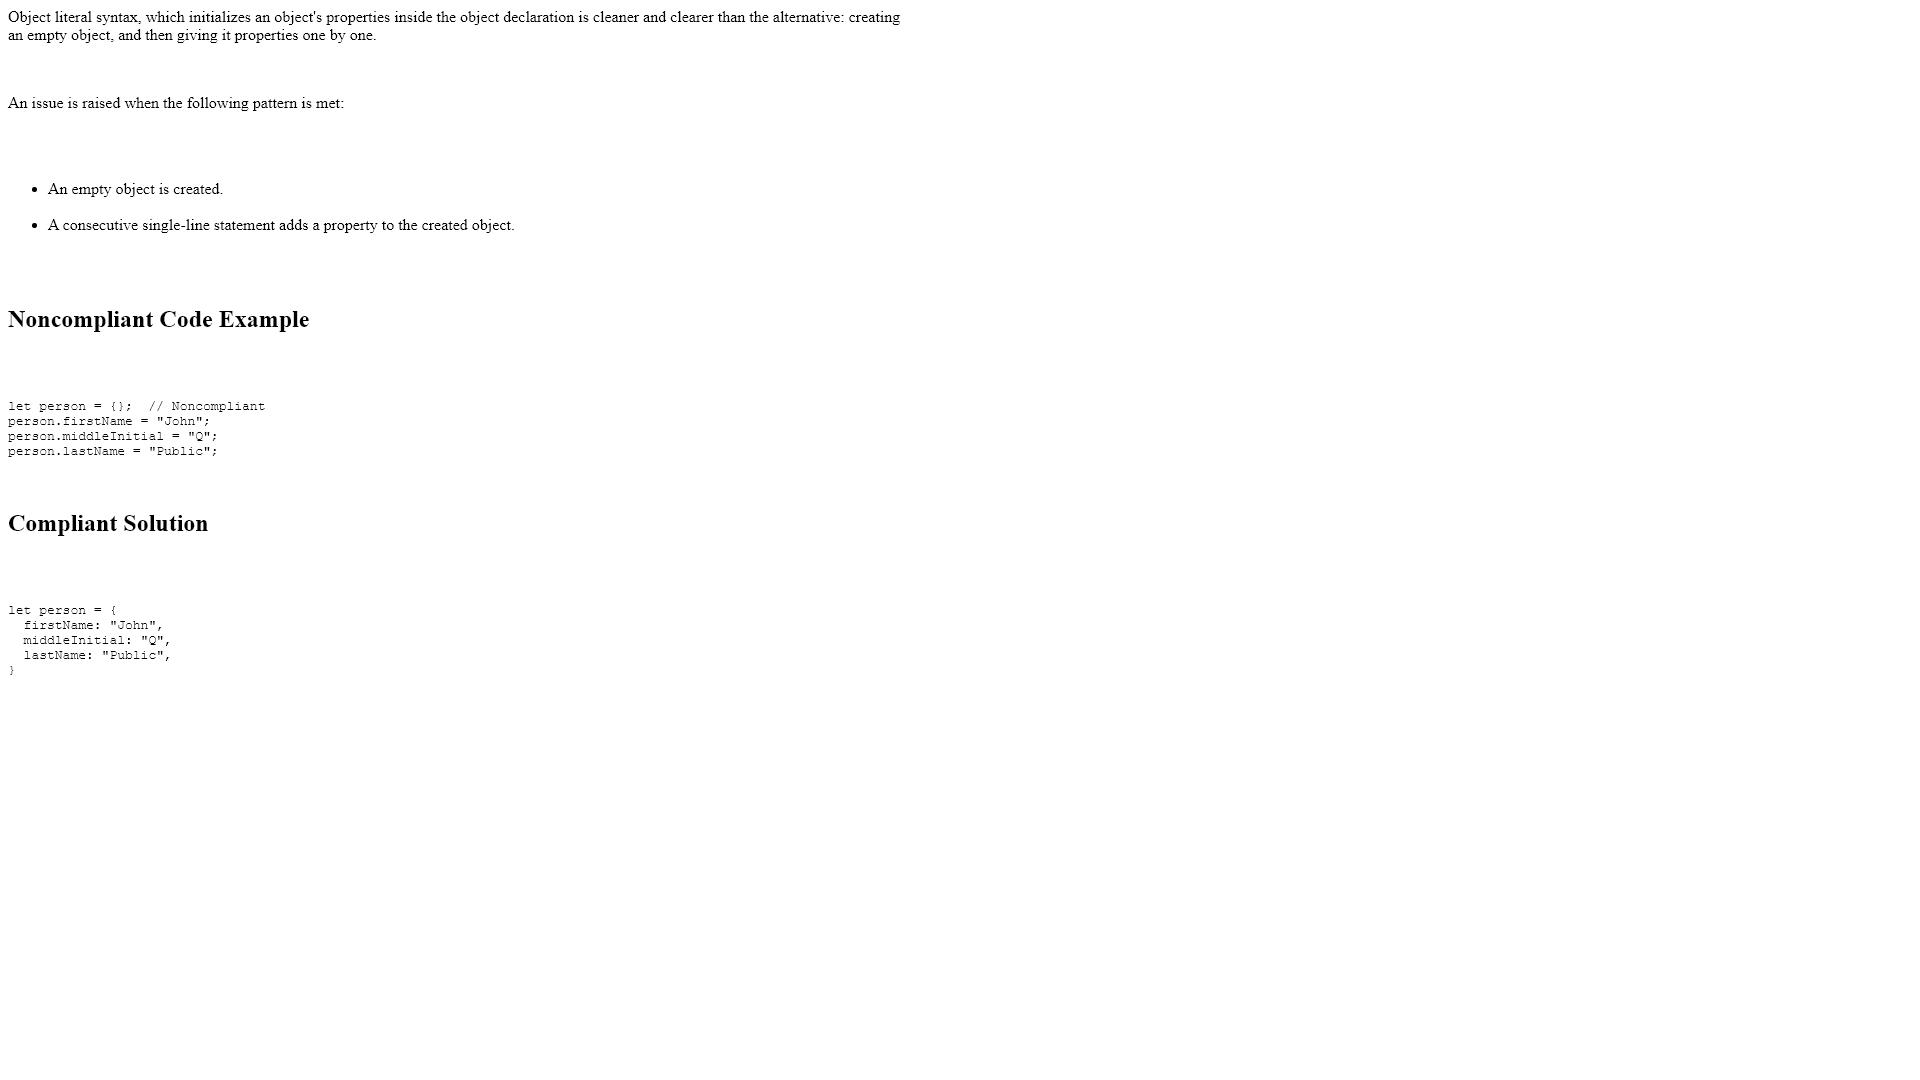 Object literal syntax, which initializes an object's properties inside the object declaration is cleaner and clearer than the alternative: creating
an empty object, and then giving it properties one by one.
An issue is raised when the following pattern is met:
• An empty object is created.
• A consecutive single-line statement adds a property to the created object.
Noncompliant Code Example
let person = {};  // Noncompliant
person.firstName = "John";
person.middleInitial = "Q";
person.lastName = "Public";
Compliant Solution
let person = {
  firstName: "John",
  middleInitial: "Q",
  lastName: "Public",
}